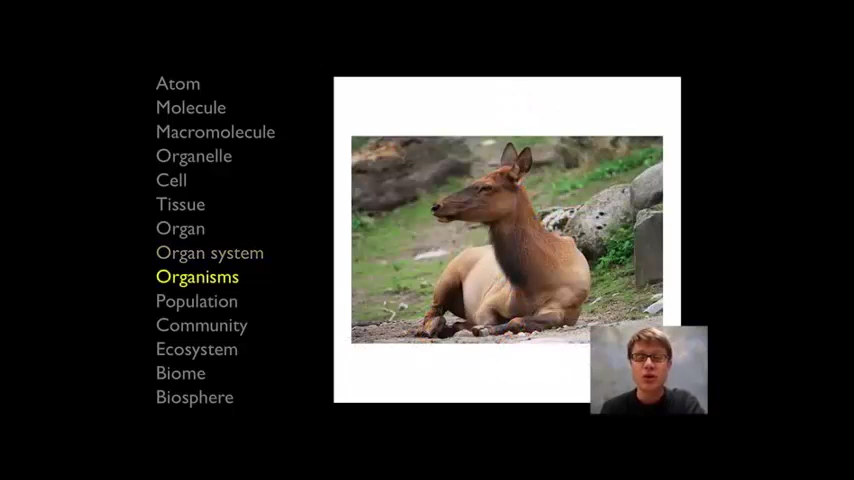 Atom
Molecule
Macromolecule
Organelle
Cell
Tissue
Organ
Organ system
Organisms
Population
Community
Ecosystem
Biome
Biosphere